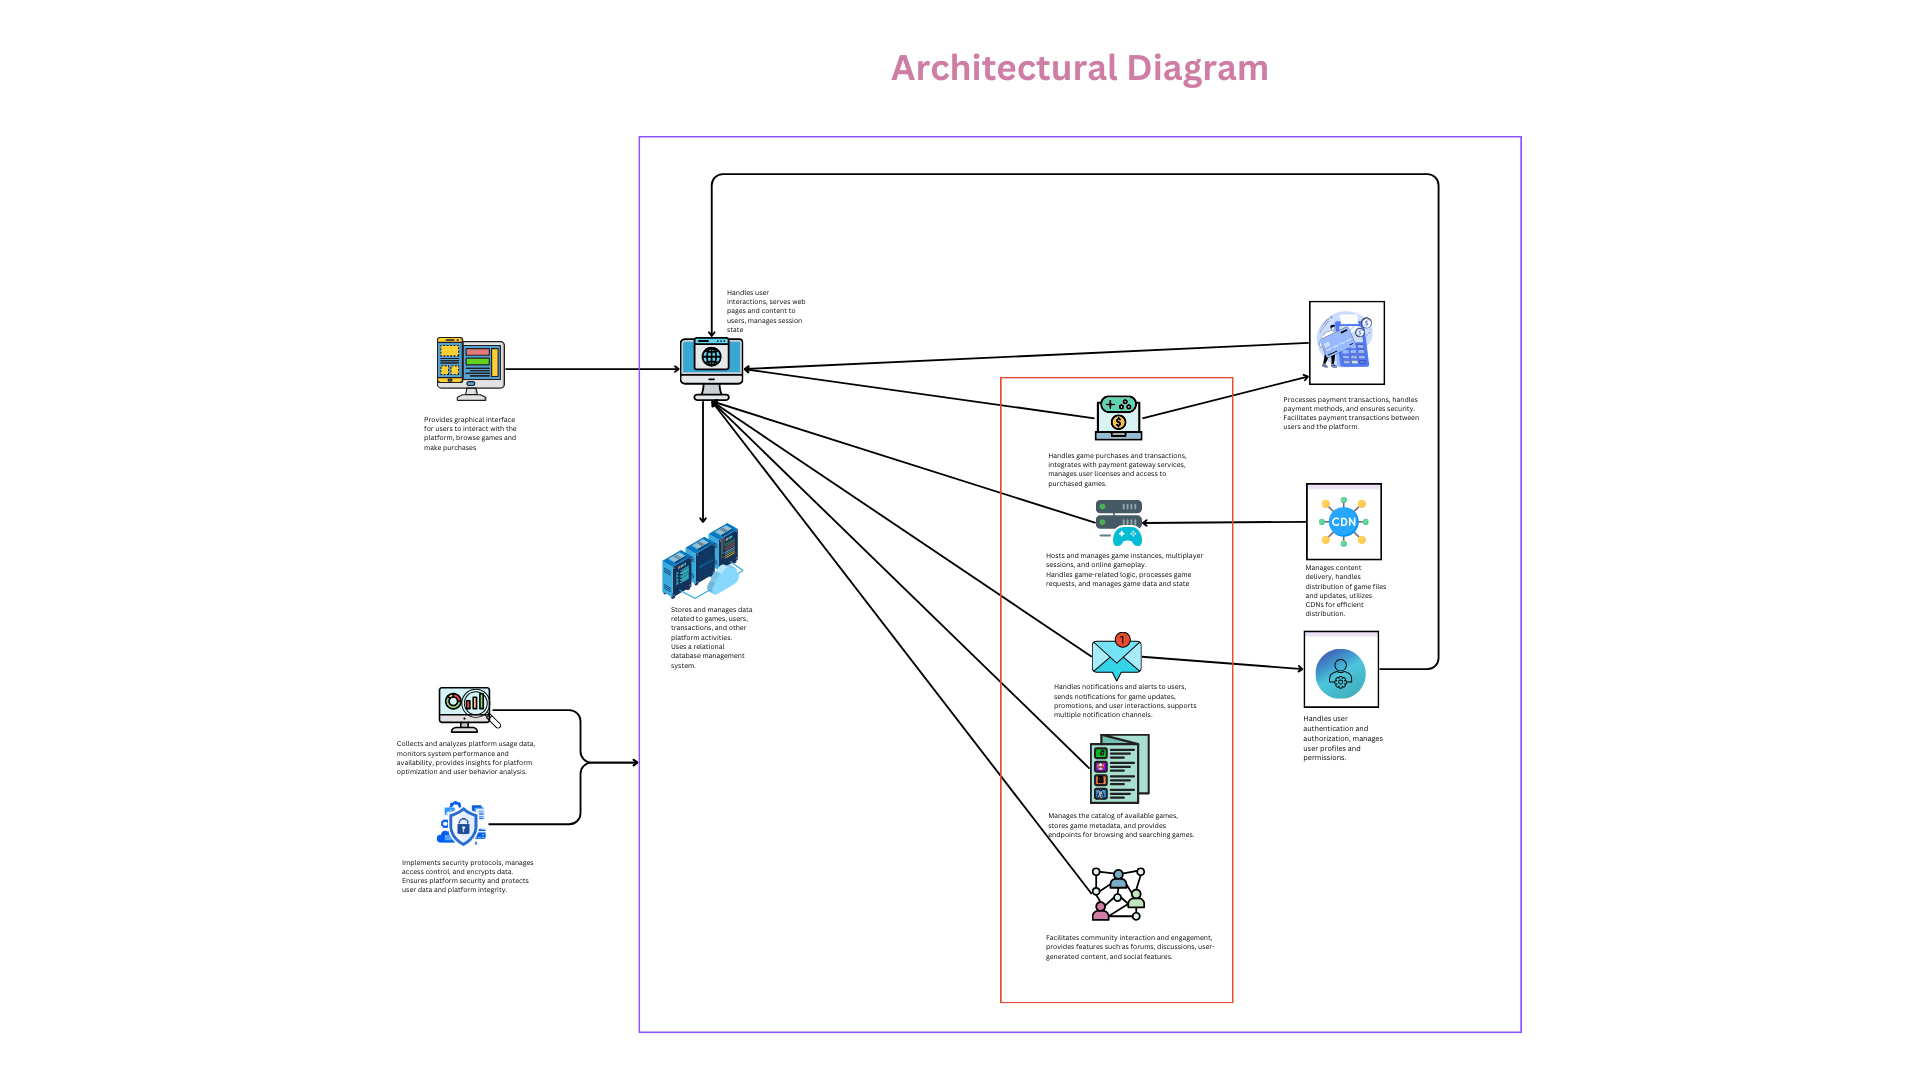 Architectural Diagram
Handles user
interactions, serves web
pages and content to
users, manages session
state
Provides graphical interface
for users to interact with the
platform, browse games and
make purchases
$
$
Processes payment transactions, handles
payment methods, and ensures security.
Facilitates payment transactions between
users and the platform.
$
Handles game purchases and transactions,
integrates with payment gateway services,
manages user licenses and access to
purchased games.
CDN
Hosts and manages game instances, multiplayer
sessions, and online gameplay.
Handles game-related logic, processes game
requests, and manages game data and state
Manages content
delivery, handles
distribution of game files
and updates, utilizes
CDNs for efficient
distribution.
Stores and manages data
related to games, users,
transactions, and other
platform activities.
Uses a relational
database management
system.
1
Handles notifications and alerts to users,
sends notifications for game updates,
promotions, and user interactions, supports
multiple notification channels.
Handles user
authentication and
authorization, manages
user profiles and
permissions.
Collects and analyzes platform usage data,
monitors system performance and
availability, provides insights for platform
optimization and user behavior analysis.
Manages the catalog of available games,
stores game metadata, and provides
endpoints for browsing and searching games.
Implements security protocols, manages
access control, and encrypts data.
Ensures platform security and protects
user data and platform integrity.
Facilitates community interaction and engagement,
provides features such as forums, discussions, user-
generated content, and social features.